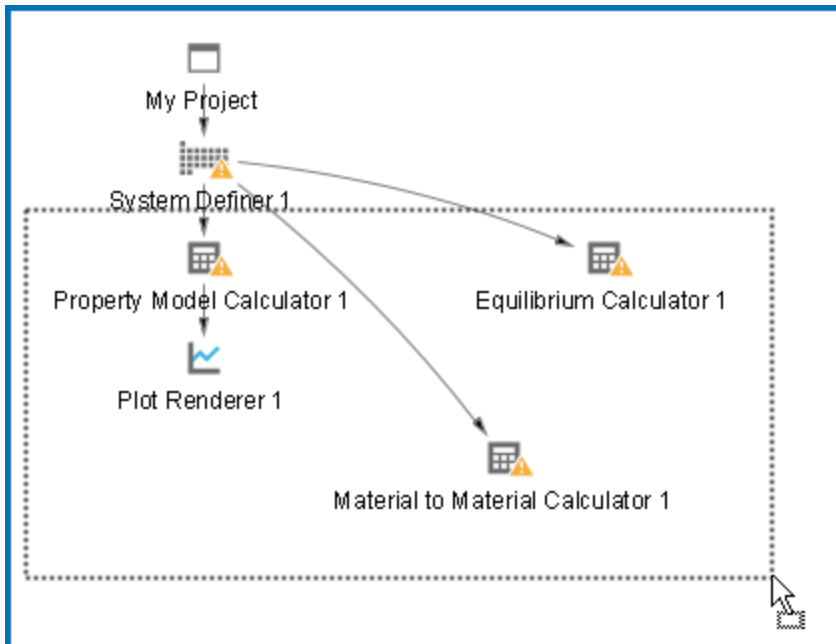 My Project
System Definer 1
Property Model Calculator 1
Equilibrium Calculator 1
Plot Renderer 1
Material to Material Calculator 1